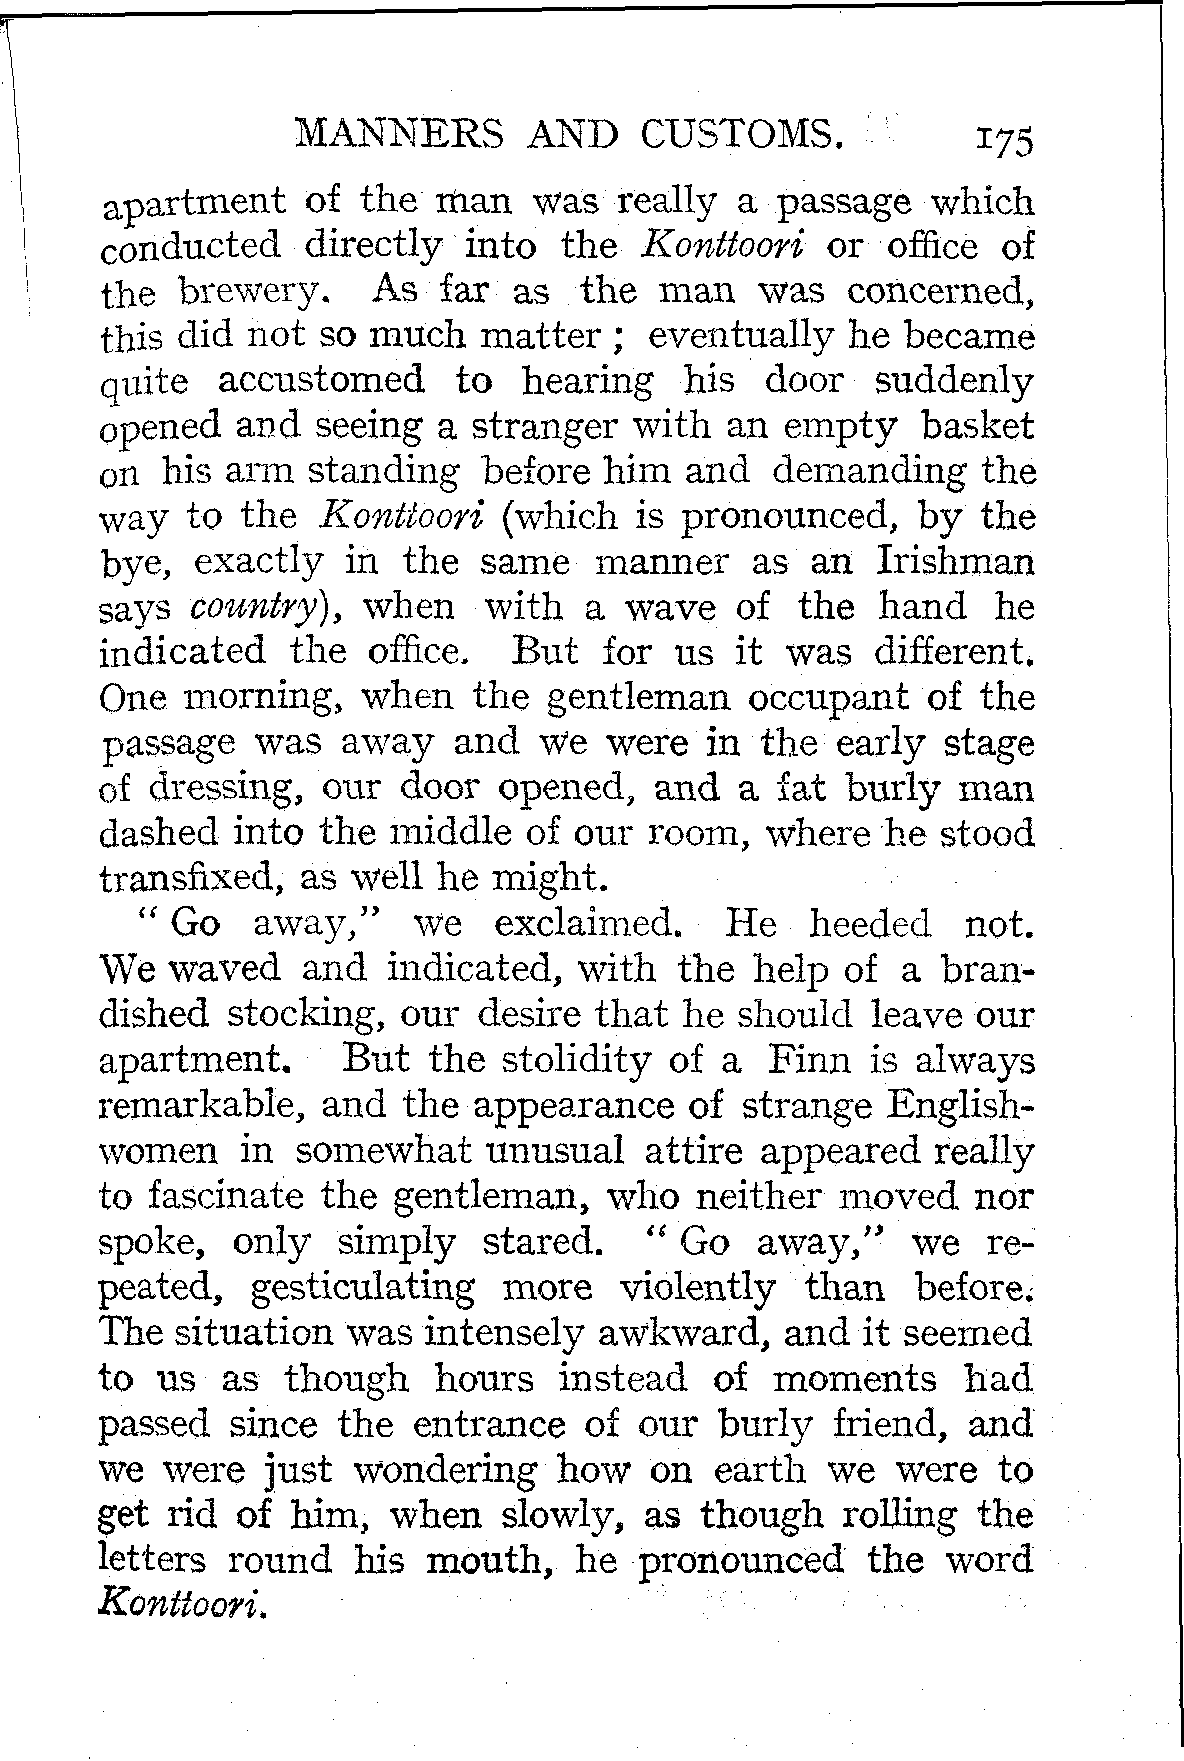 MANNERS AND CUSTOMS. 175
apartment of the man was really a passage which
conducted directly into the Konttoori or office of
the brewery. As far as the man was concerned,
this did not so much matter ; eventually he became
quite accustomed to hearing his door suddenly
opened and seeing a stranger with an empty basket
on his arm standing before him and demanding the
way to the Konttoori (which is pronounced, by the
bye, exactly in the same manner as an Irishman
says country), when with a wave of the hand he
indicated the office. But for us it was different.
One morning, when the gentleman occupant of the
passage was away and we were in the early stage
of dressing, our door opened, and a fat burly man
dashed into the middle of our room, where he stood
transfixed, as well he might.
“ Go away,” we exclaimed. He heeded not.
We waved and indicated, with the help of a bran-
dished stocking, our desire that he should leave our
apartment. But the stolidity of a Finn is always
remarkable, and the appearance of strange English-
women in somewhat unusual attire appeared really
to fascinate the gentleman, who neither moved nor
spoke, only simply stared. “ Go away,” we re-
peated, gesticulating more violently than before.
The situation was intensely awkward, and it seemed
to us as though hours instead of moments had
passed since the entrance of our burly friend, and
we were just wondering how on earth we were to
get rid of him, when slowly, as though rolling the
letters round his mouth, he pronounced the word
Konttoori.